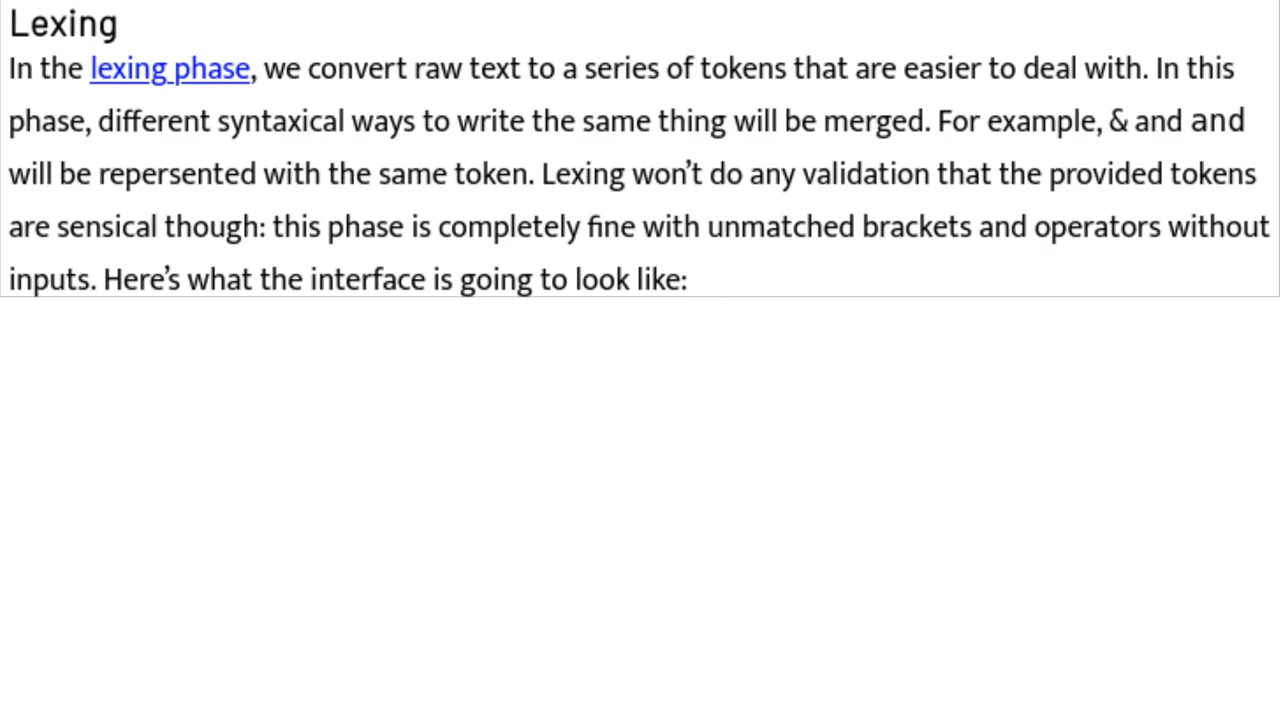 Lexing
In the lexing phase, we convert raw text to a series of tokens that are easier to deal with. In this
phase, different syntaxical ways to write the same thing will be merged. For example, & and and
will be repersented with the same token. Lexing won’t do any validation that the provided tokens
are sensical though: this phase is completely fine with unmatched brackets and operators without
inputs. Here’s what the interface is going to look like: